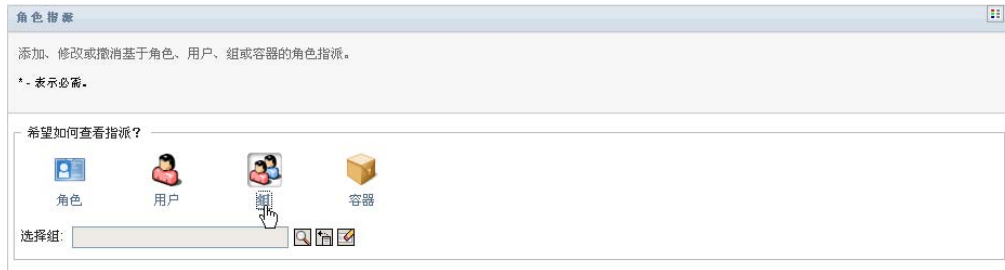 角色指派
添加、修改或撤消基于角色、用户、组或容器的角色指派。
*- 表示必需。
希望如何查看指派?
角色 用户 组 容器
选择组: